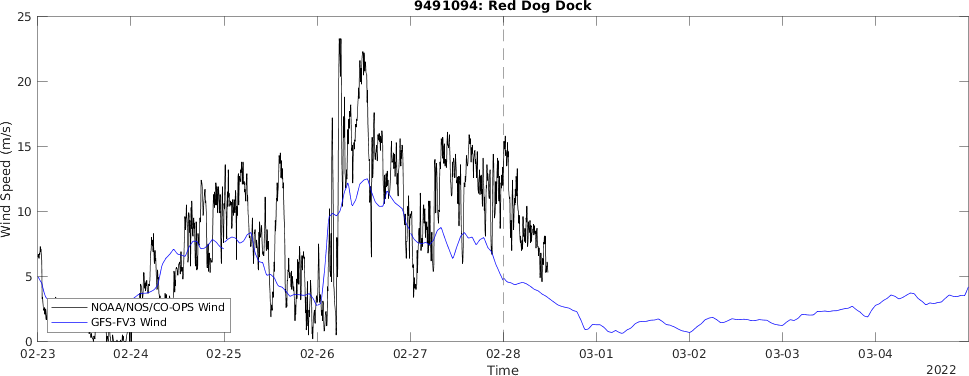 9491094: Red Dog Dock
25
20
15
10
5
0
Wind Speed (m/s)
NOAA/NOS/CO-OPS Wind
GFS-FV3 Wind
02-23 02-24 02-25 02-26 02-27 02-28 03-01 03-02 03-03 03-04
Time
2022